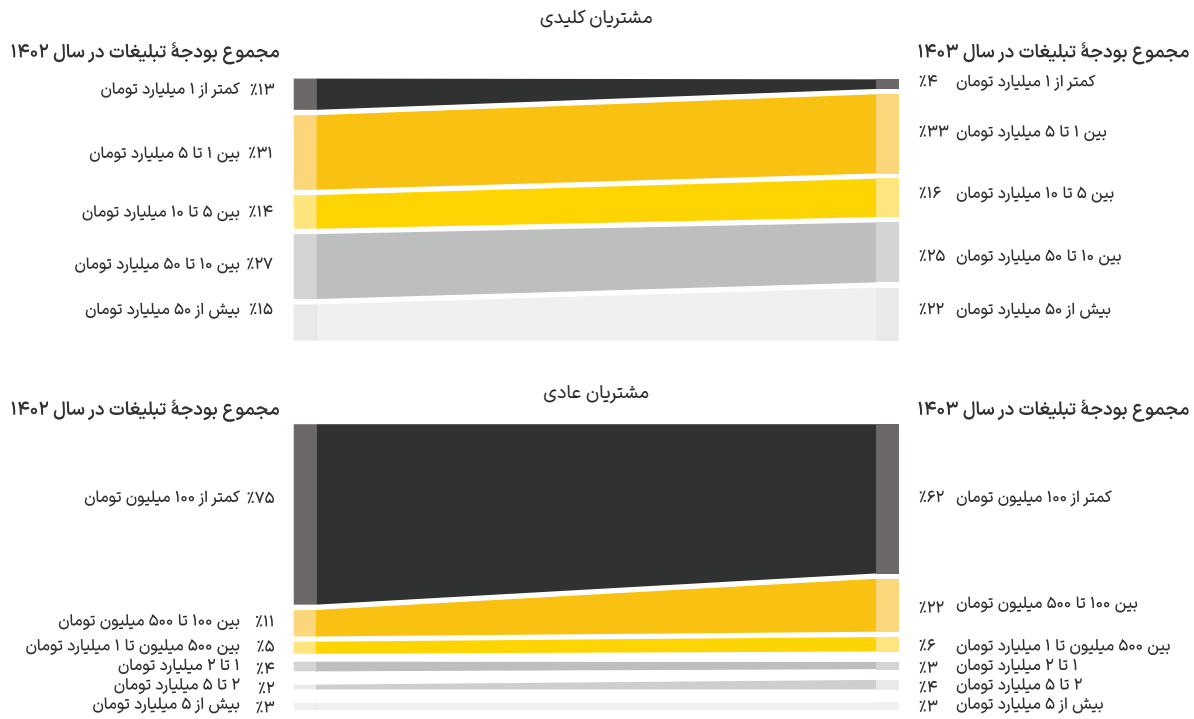 مشتریان کلیدی
مجموع بودجهٔ تبلیغات در سال ۱۴۰۳
کمتر از ۱ میلیارد تومان ٪۴
بین ۱ تا ۵ میلیارد تومان ٪۳۳
بین ۵ تا ۱۰ میلیارد تومان ٪۱۶
بین ۱۰ تا ۵۰ میلیارد تومان ٪۲۵
بیش از ۵۰ میلیارد تومان ٪۲۲
مجموع بودجهٔ تبلیغات در سال ۱۴۰۲
٪۱۳ کمتر از ۱ میلیارد تومان
٪۳۱ بین ۱ تا ۵ میلیارد تومان
٪۱۴ بین ۵ تا ۱۰ میلیارد تومان
٪۲۷ بین ۱۰ تا ۵۰ میلیارد تومان
٪۱۵ بیش از ۵۰ میلیارد تومان
مشتریان عادی
مجموع بودجهٔ تبلیغات در سال ۱۴۰۳
کمتر از ۱۰۰ میلیون تومان ٪۶۲
بین ۱۰۰ تا ۵۰۰ میلیون تومان ٪۲۲
بین ۵۰۰ میلیون تا ۱ میلیارد تومان ٪۶
۱ تا ۲ میلیارد تومان ٪۳
۲ تا ۵ میلیارد تومان ٪۴
بیش از ۵ میلیارد تومان ٪۳
مجموع بودجهٔ تبلیغات در سال ۱۴۰۲
٪۷۵ کمتر از ۱۰۰ میلیون تومان
٪۱۱ بین ۱۰۰ تا ۵۰۰ میلیون تومان
٪۵ بین ۵۰۰ میلیون تا ۱ میلیارد تومان
٪۴ ۱ تا ۲ میلیارد تومان
٪۲ ۲ تا ۵ میلیارد تومان
٪۳ بیش از ۵ میلیارد تومان